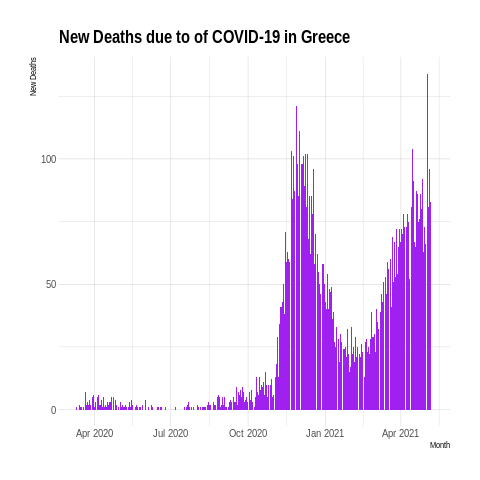 New Deaths due to of COVID-19 in Greece
New Deaths
100
50
0
Apr 2020 Jul 2020 Oct 2020 Jan 2021 Apr 2021
Month